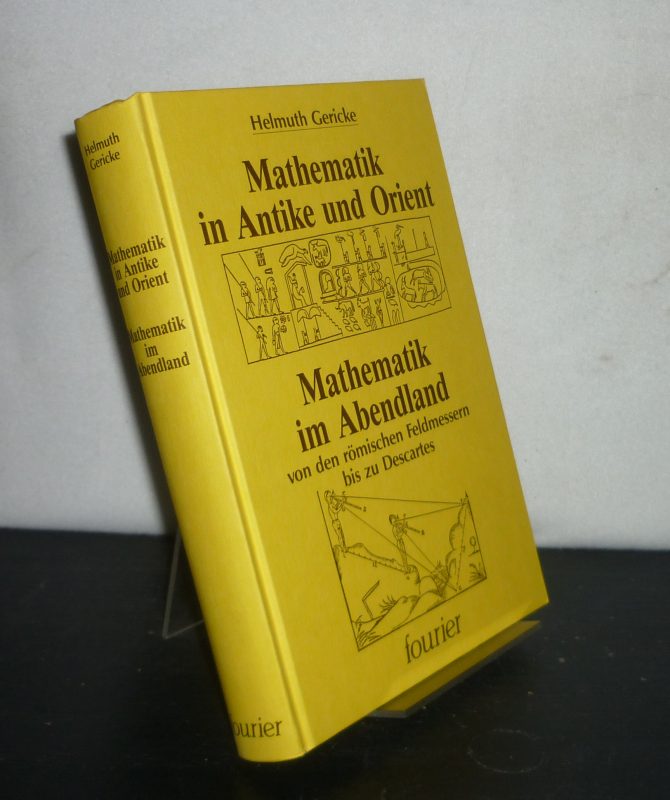 Helmuth
Gericke
Mathematik
in Antike
und Orient
Mathematik
im
Abendland
fourier
Helmuth Gericke
Mathematik
in Antike und Orient
Mathematik
im Abendland
von den römischen Feldmessern
bis zu Descartes
fourier